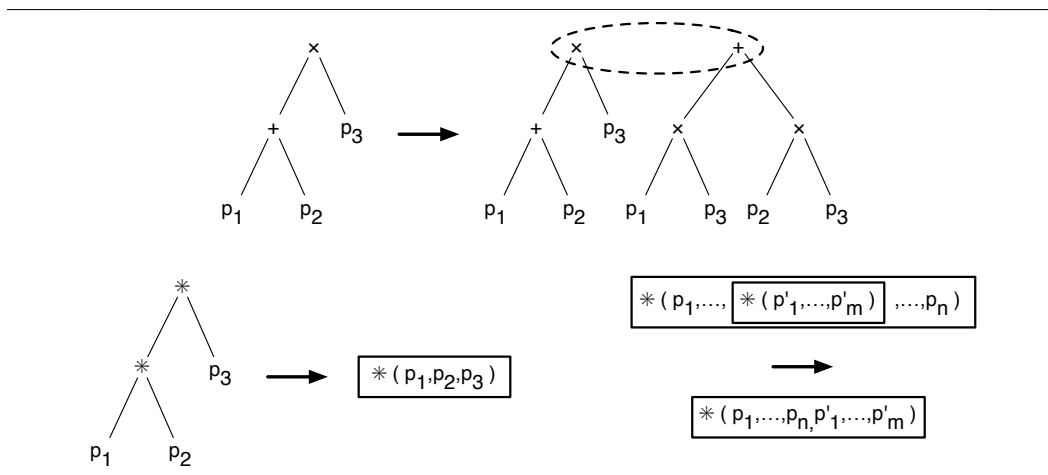 × × +
+ p3 + p3 × ×
p1 p2 p1 p2 p1 p3 p2 p3
✳
✳ p3
p1 p2
✳ ( p1,p2,p3 )
✳ ( p1,..., ✳ ( p'1,...,p'm ) ,...,pn )
✳ ( p1,...,pn,p'1,...,p'm )